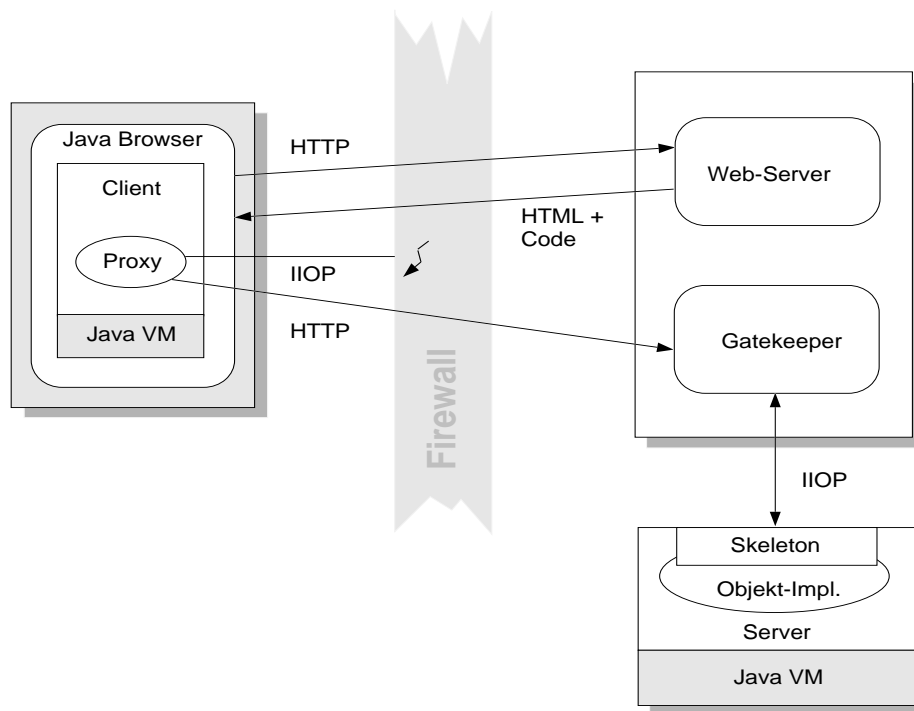 Java Browser
Client
Proxy
Java VM
HTTP
HTML +
Code
IIOP
HTTP
Firewall
Web-Server
Gatekeeper
IIOP
Skeleton
Objekt-Impl.
Server
Java VM